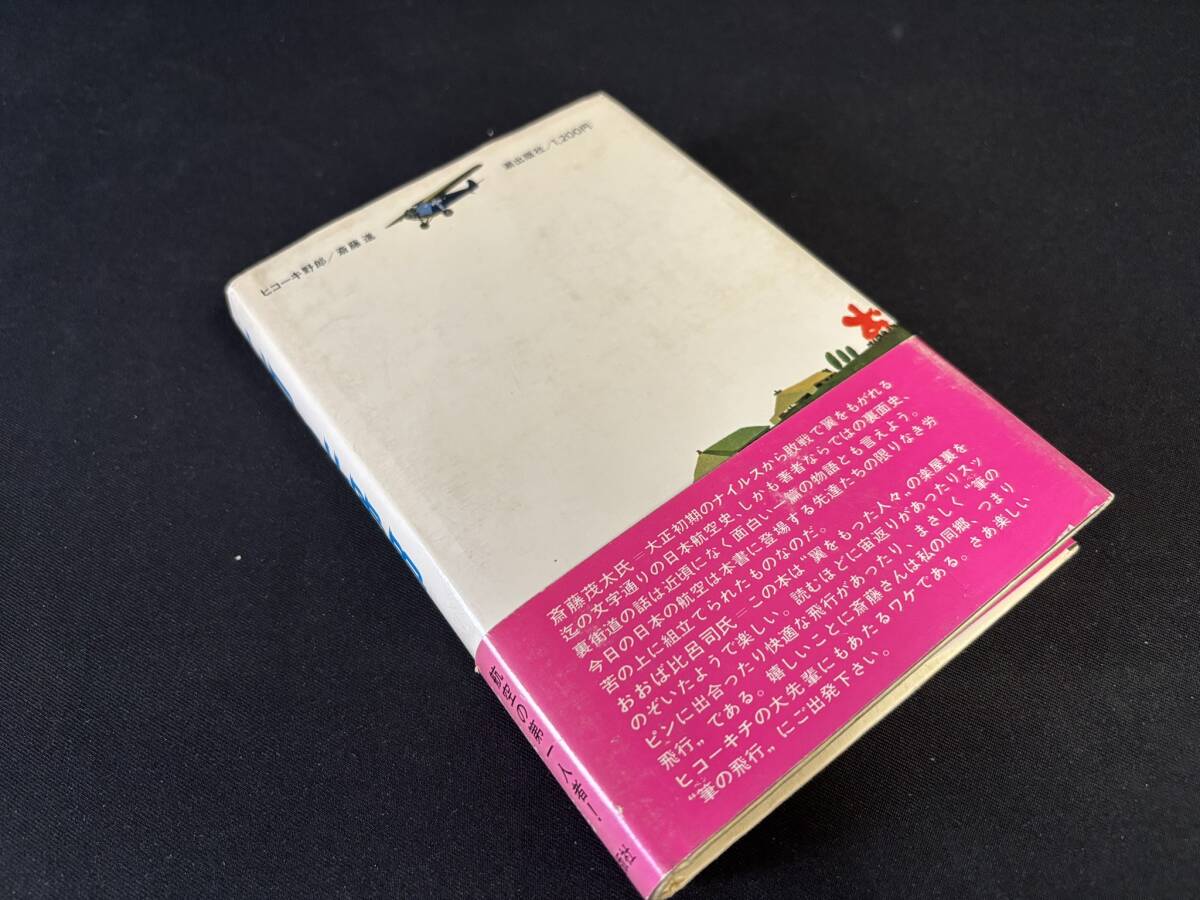 ヒコーキ野郎/斎藤進
潮出版社/1,200円
斎藤茂太氏=大正初期のナイルスから敗戦で翼をもがれる
迄の文字通りの日本航空史、しかも著者ならではの裏面史、
裏街道の話は近頃になく面白い一篇の物語とも言えよう。
今日の日本の航空は本書に登場する先達たちの限りなき労
苦の上に組立てられたものなのだ。
おおば比呂司氏=この本は“翼をもった人々”の楽屋裏を
のぞいたようで楽しい。読むほどに宙返りがあったりスッ
ピンに出合ったり快適な飛行があったり、まさしく“筆の
飛行”である。嬉しいことに斎藤さんは私の同郷、つまり
ヒコーキチの大先輩にもあたるワケである。さあ楽しい
“筆の飛行”にご出発下さい。
航空の第一人者!